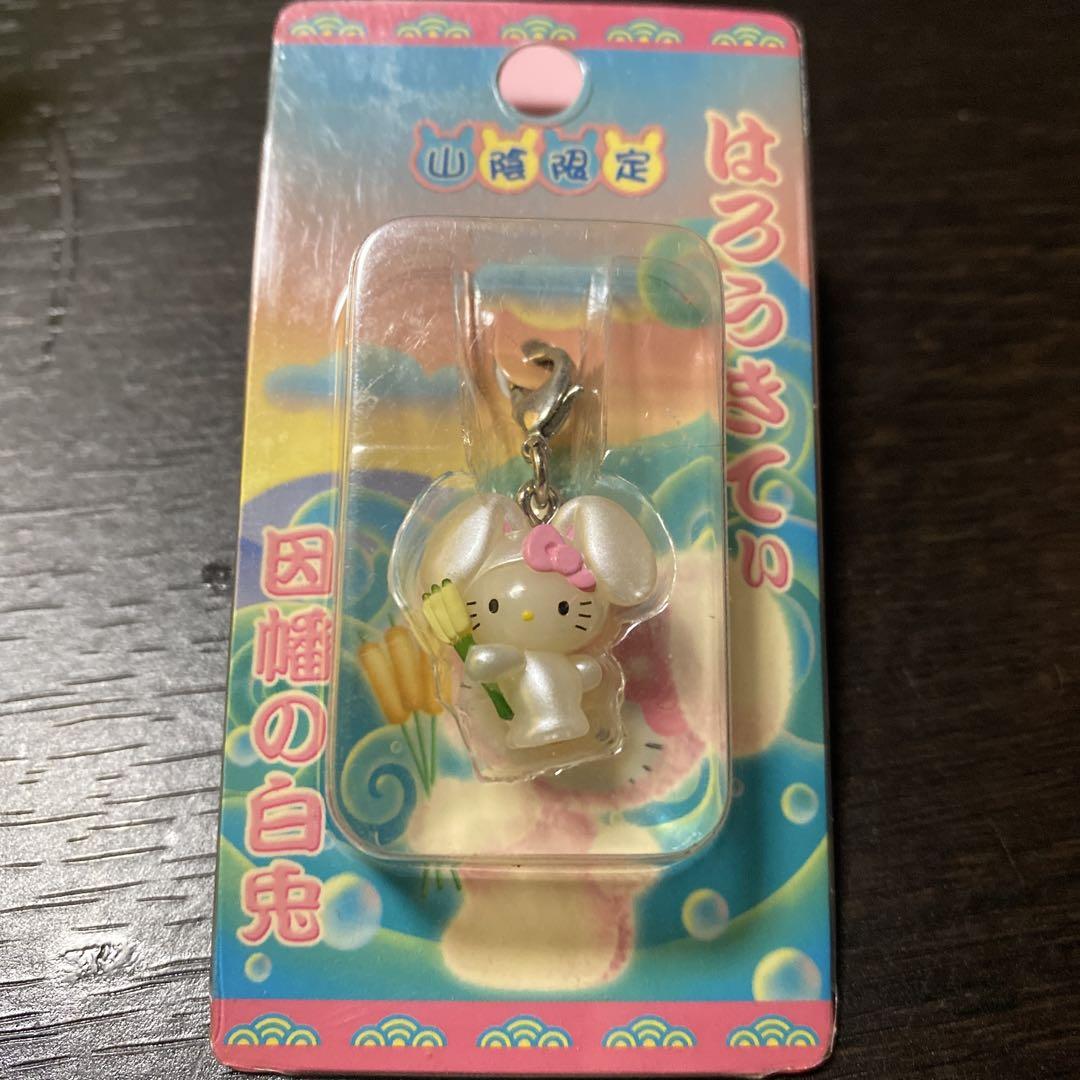 山陰限定
はろうきてぃ
因幡の白兎